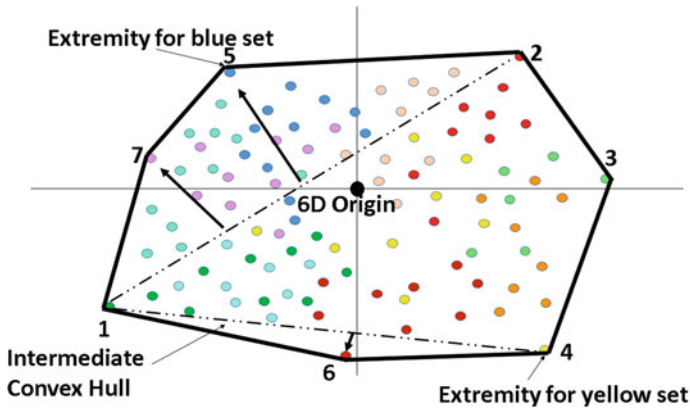 Extremity for blue set
5
2
7
3
6D Origin
1
4
Intermediate
Convex Hull
6
Extremity for yellow set